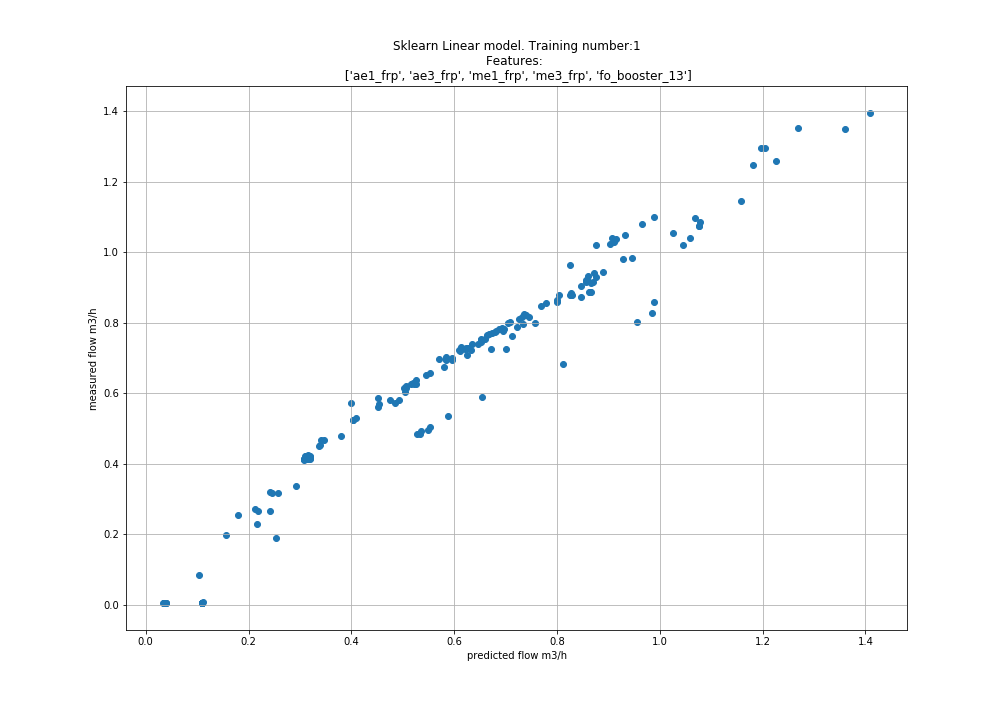 Sklearn Linear model. Training number:1
Features:
['ae1_frp', 'ae3_frp', 'me1_frp', 'me3_frp', 'fo_booster_13']
1.4
1.2
1.0
0.8
0.6
0.4
0.2
0.0
measured flow m3/h
0.0 0.2 0.4 0.6 0.8 1.0 1.2 1.4
predicted flow m3/h